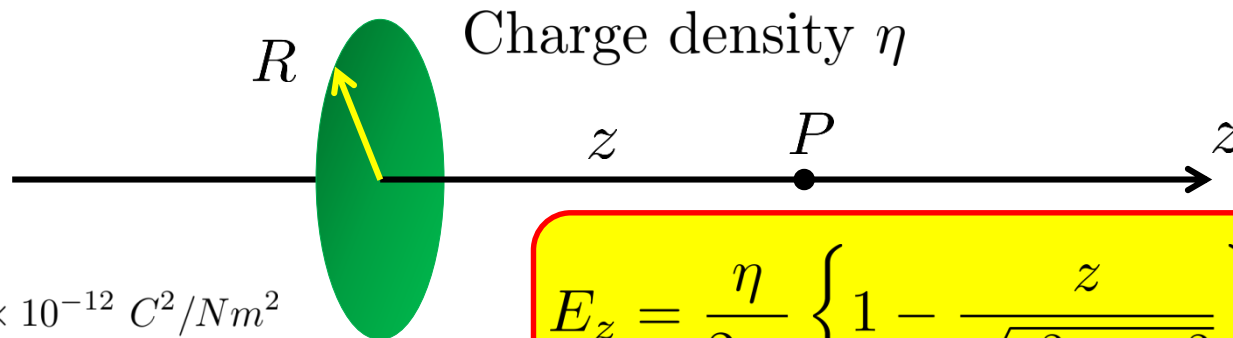 Charge density η
R
z P z
× 10⁻¹² C²/Nm²
E_z = η { 1 − z